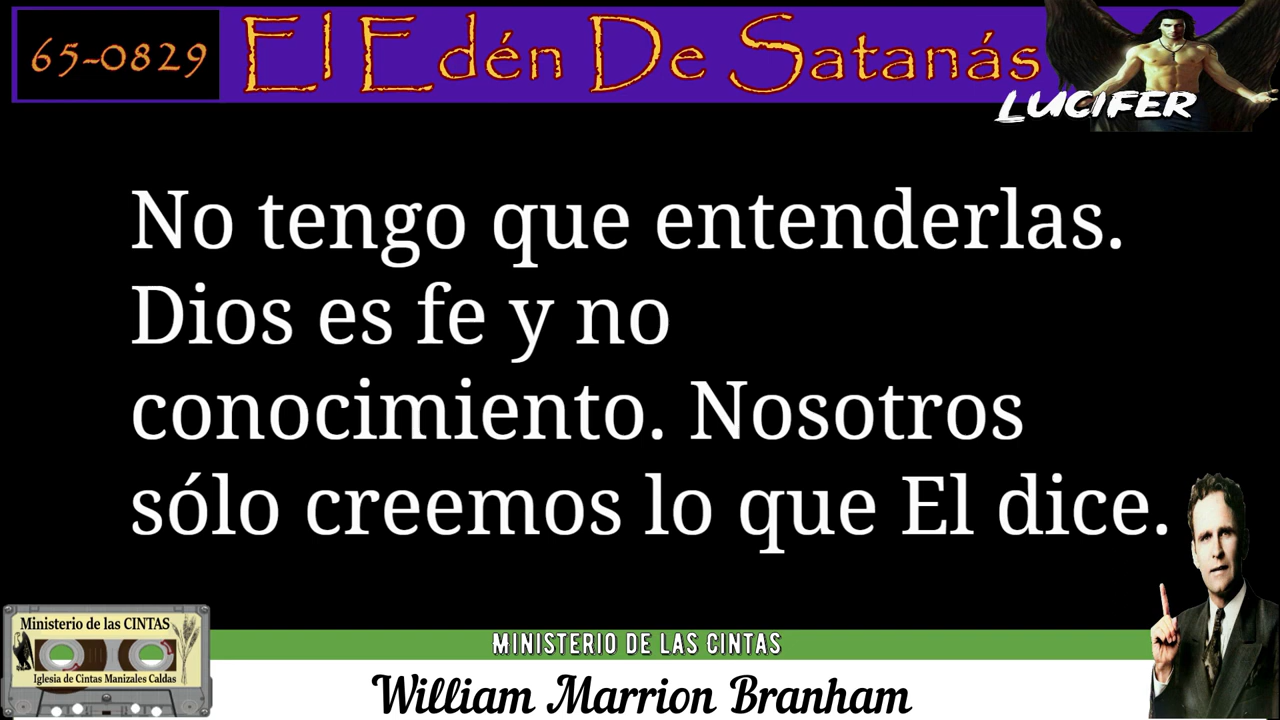 65-0829
El Edén De Satanás
LUCIFER
No tengo que entenderlas.
Dios es fe y no
conocimiento. Nosotros
sólo creemos lo que El dice.
Ministerio de las CINTAS
Iglesia de Cintas Manizales Caldas
MINISTERIO DE LAS CINTAS
William Marrion Branham